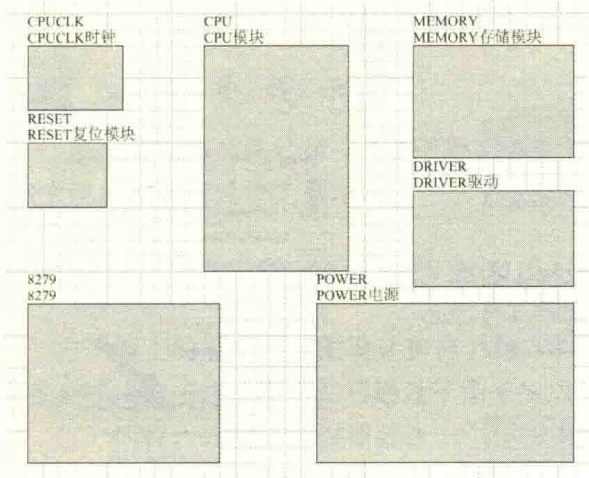 CPUCLK
CPUCLK时钟
CPU
CPU模块
MEMORY
MEMORY存储模块
RESET
RESET复位模块
DRIVER
DRIVER驱动
8279
8279
POWER
POWER电源